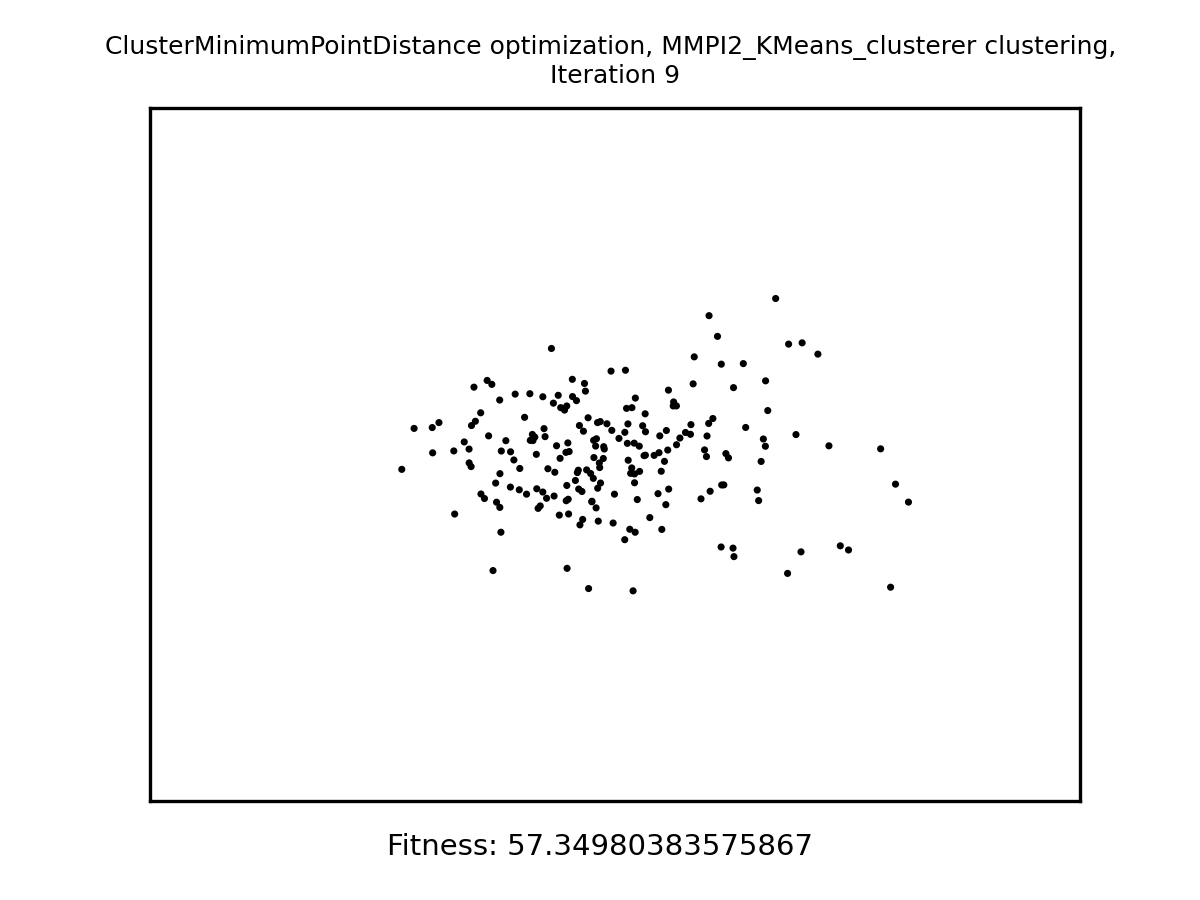 ClusterMinimumPointDistance optimization, MMPI2_KMeans_clusterer clustering,
Iteration 9
Fitness: 57.34980383575867